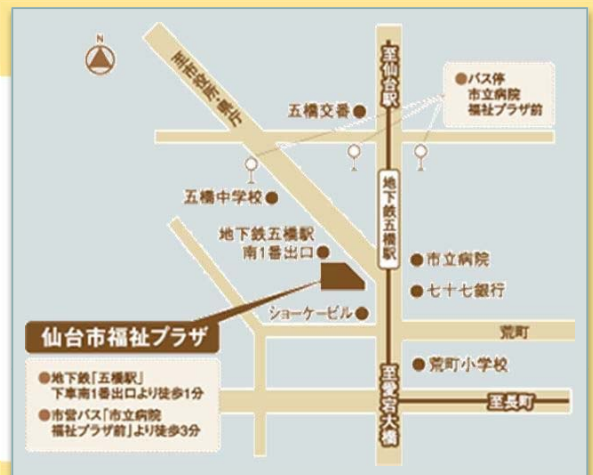 N
至市役所・県庁
至仙台駅
●バス停
市立病院
福祉プラザ前
五橋交番●
五橋中学校●
地下鉄五橋駅
地下鉄五橋駅
南1番出口●
●市立病院
●七十七銀行
ショーケービル●
仙台市福祉プラザ
荒町
●荒町小学校
至愛宕大橋
至長町
●地下鉄「五橋駅」
下車南1番出口より徒歩1分
●市営バス「市立病院
福祉プラザ前」より徒歩3分